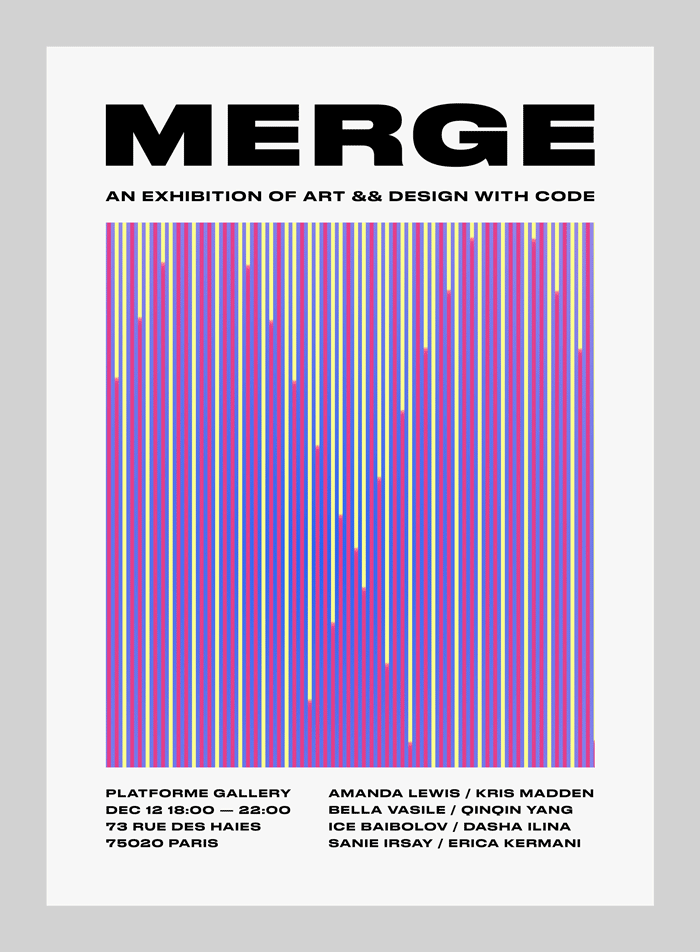 MERGE
AN EXHIBITION OF ART && DESIGN WITH CODE
PLATFORME GALLERY
DEC 12 18:00 — 22:00
73 RUE DES HAIES
75020 PARIS
AMANDA LEWIS / KRIS MADDEN
BELLA VASILE / QINQIN YANG
ICE BAIBOLOV / DASHA ILINA
SANIE IRSAY / ERICA KERMANI